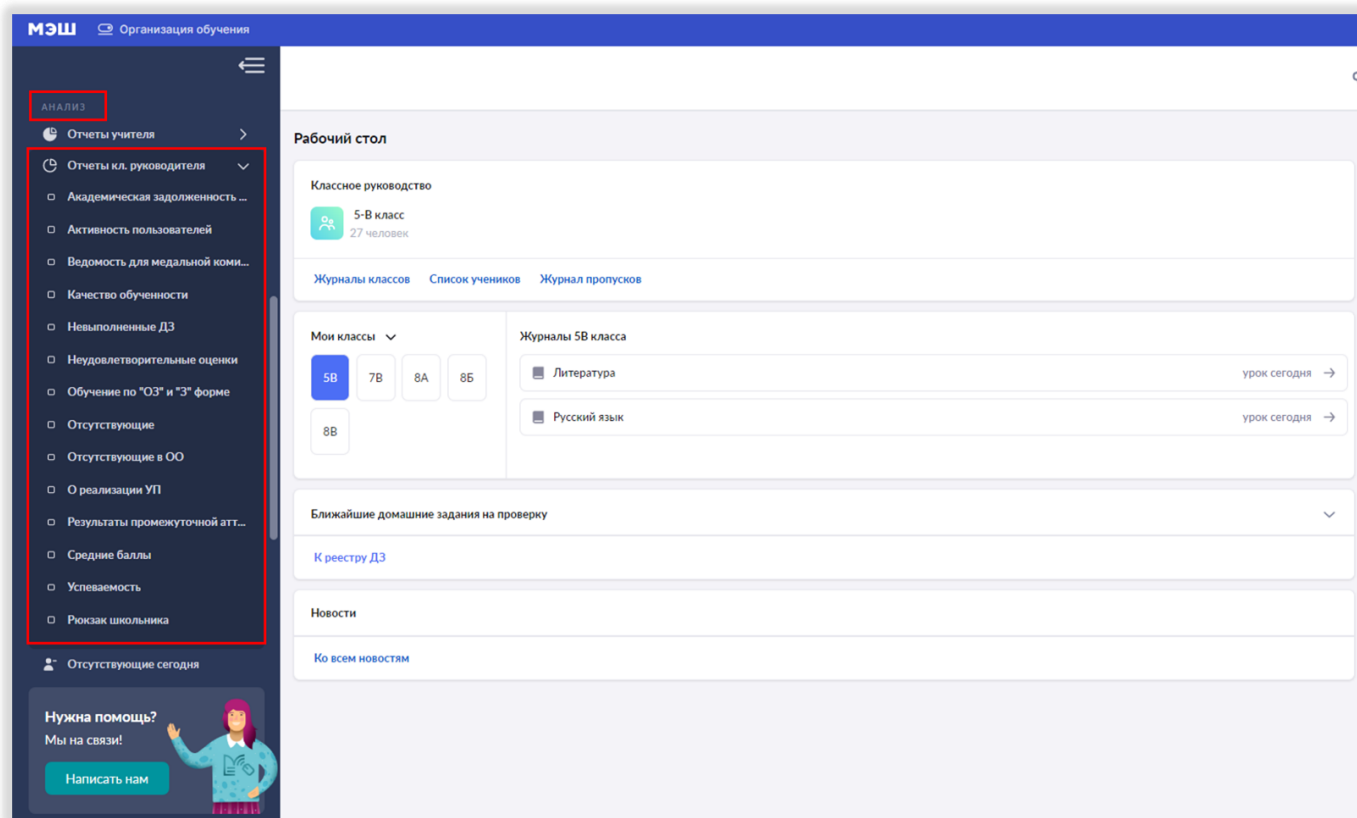 МЭШ Организация обучения
АНАЛИЗ
Отчеты учителя
Отчеты кл. руководителя
Академическая задолженность ...
Активность пользователей
Ведомость для медальной коми...
Качество обученности
Невыполненные ДЗ
Неудовлетворительные оценки
Обучение по "ОЗ" и "З" форме
Отсутствующие
Отсутствующие в ОО
О реализации УП
Результаты промежуточной атт...
Средние баллы
Успеваемость
Рюкзак школьника
Отсутствующие сегодня
Нужна помощь?
Мы на связи!
Написать нам
Рабочий стол
Классное руководство
5-В класс
27 человек
Журналы классов Список учеников Журнал пропусков
Мои классы
5В 7В 8А 8Б
8В
Журналы 5В класса
Литература урок сегодня
Русский язык урок сегодня
Ближайшие домашние задания на проверку
К реестру ДЗ
Новости
Ко всем новостям